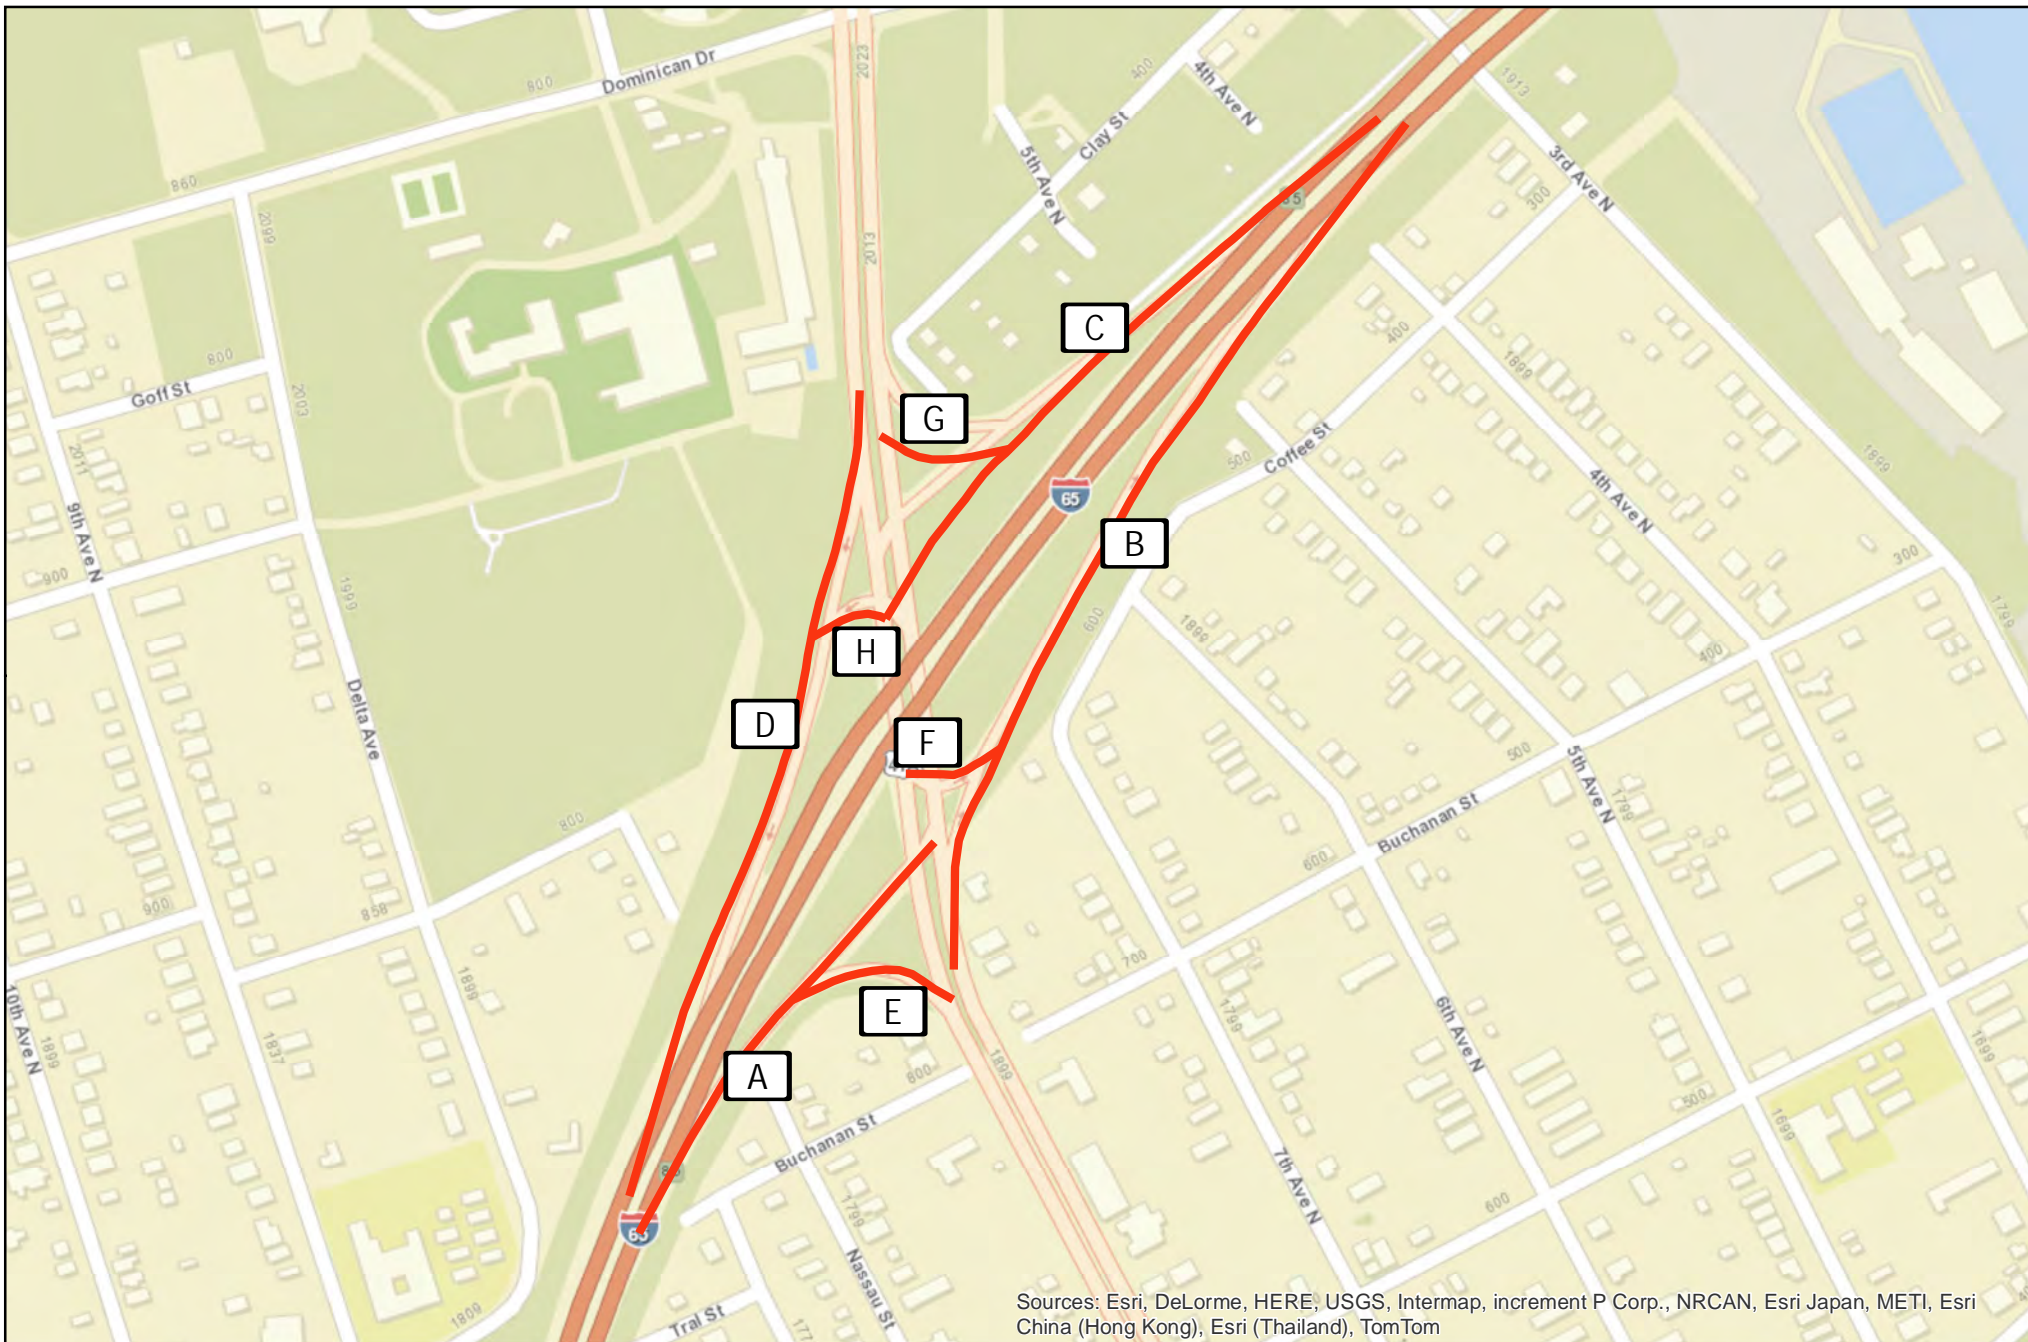 2023
Dominican Dr
800
400
4th Ave N
1913
Clay St
5th Ave N
3rd Ave N
300
860
2099
2013
65
C
400
1899
800
Goff St
2003
G
Coffee St
500
1899
2011
65
4th Ave N
9th Ave N
B
300
900
1999
600
1899
1799
H
400
Delta Ave
D
F
500
5th Ave N
1799
Buchanan St
800
600
900
858
700
1899
E
10th Ave N
1899
1837
1799
6th Ave N
1899
1699
A
800
500
1699
Buchanan St
7th Ave N
600
65
1799
Nassau St
1809
Tral St
Sources: Esri, DeLorme, HERE, USGS, Intermap, increment P Corp., NRCAN, Esri Japan, METI, Esri
China (Hong Kong), Esri (Thailand), TomTom